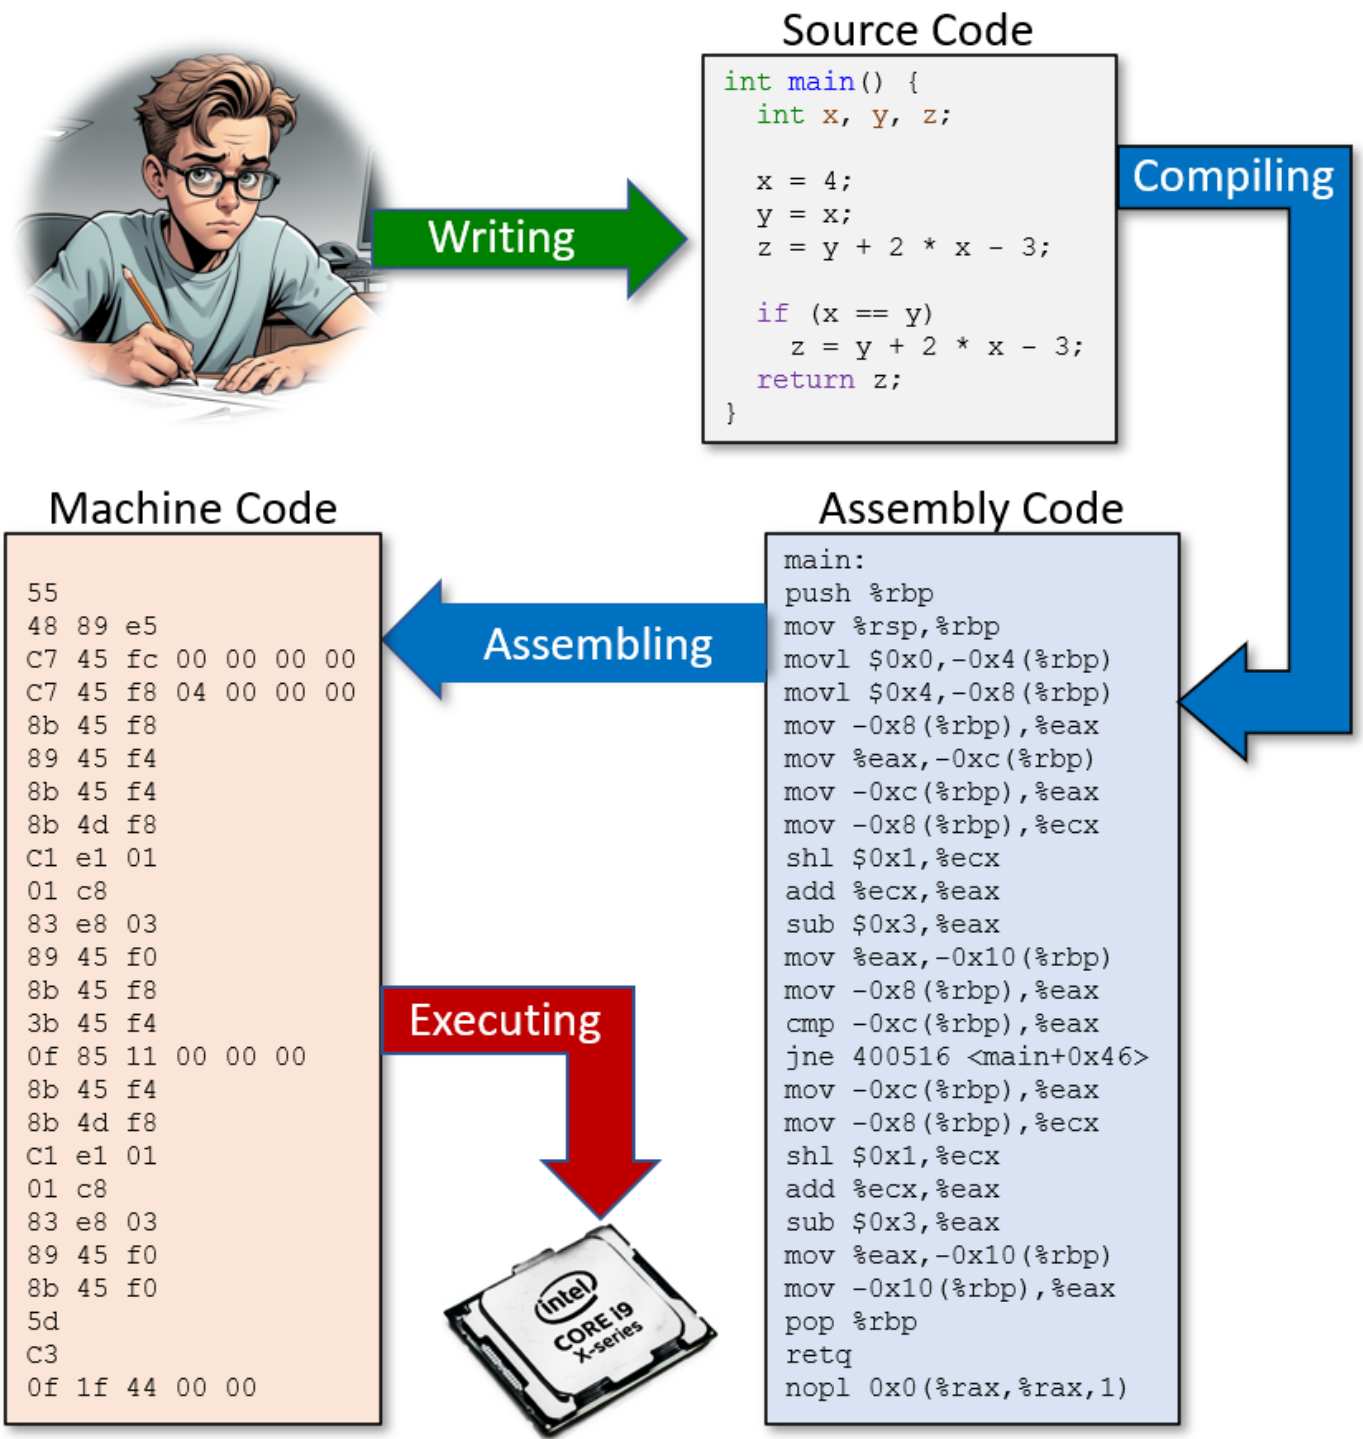 Source Code
int main() {
int x, y, z;
x = 4;
y = x;
z = y + 2 * x - 3;
if (x == y)
z = y + 2 * x - 3;
return z;
}
Writing
Compiling
Machine Code
55
48 89 e5
C7 45 fc 00 00 00 00
C7 45 f8 04 00 00 00
8b 45 f8
89 45 f4
8b 45 f4
8b 4d f8
C1 e1 01
01 c8
83 e8 03
89 45 f0
8b 45 f8
3b 45 f4
0f 85 11 00 00 00
8b 45 f4
8b 4d f8
C1 e1 01
01 c8
83 e8 03
89 45 f0
8b 45 f0
5d
C3
0f 1f 44 00 00
Assembling
Assembly Code
main:
push %rbp
mov %rsp,%rbp
movl $0x0,-0x4(%rbp)
movl $0x4,-0x8(%rbp)
mov -0x8(%rbp),%eax
mov %eax,-0xc(%rbp)
mov -0xc(%rbp),%eax
mov -0x8(%rbp),%ecx
shl $0x1,%ecx
add %ecx,%eax
sub $0x3,%eax
mov %eax,-0x10(%rbp)
mov -0x8(%rbp),%eax
cmp -0xc(%rbp),%eax
jne 400516 <main+0x46>
mov -0xc(%rbp),%eax
mov -0x8(%rbp),%ecx
shl $0x1,%ecx
add %ecx,%eax
sub $0x3,%eax
mov %eax,-0x10(%rbp)
mov -0x10(%rbp),%eax
pop %rbp
retq
nopl 0x0(%rax,%rax,1)
Executing
intel
CORE i9
X-series